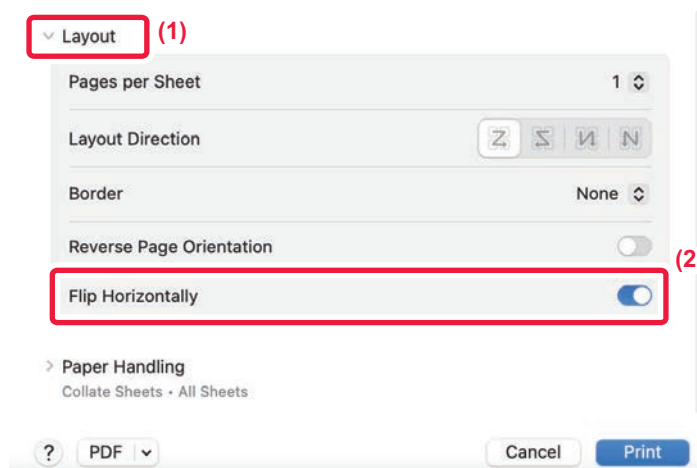 Layout (1)
Pages per Sheet 1
Layout Direction
Border None
Reverse Page Orientation
(2
Flip Horizontally
Paper Handling
Collate Sheets • All Sheets
? PDF Cancel Print